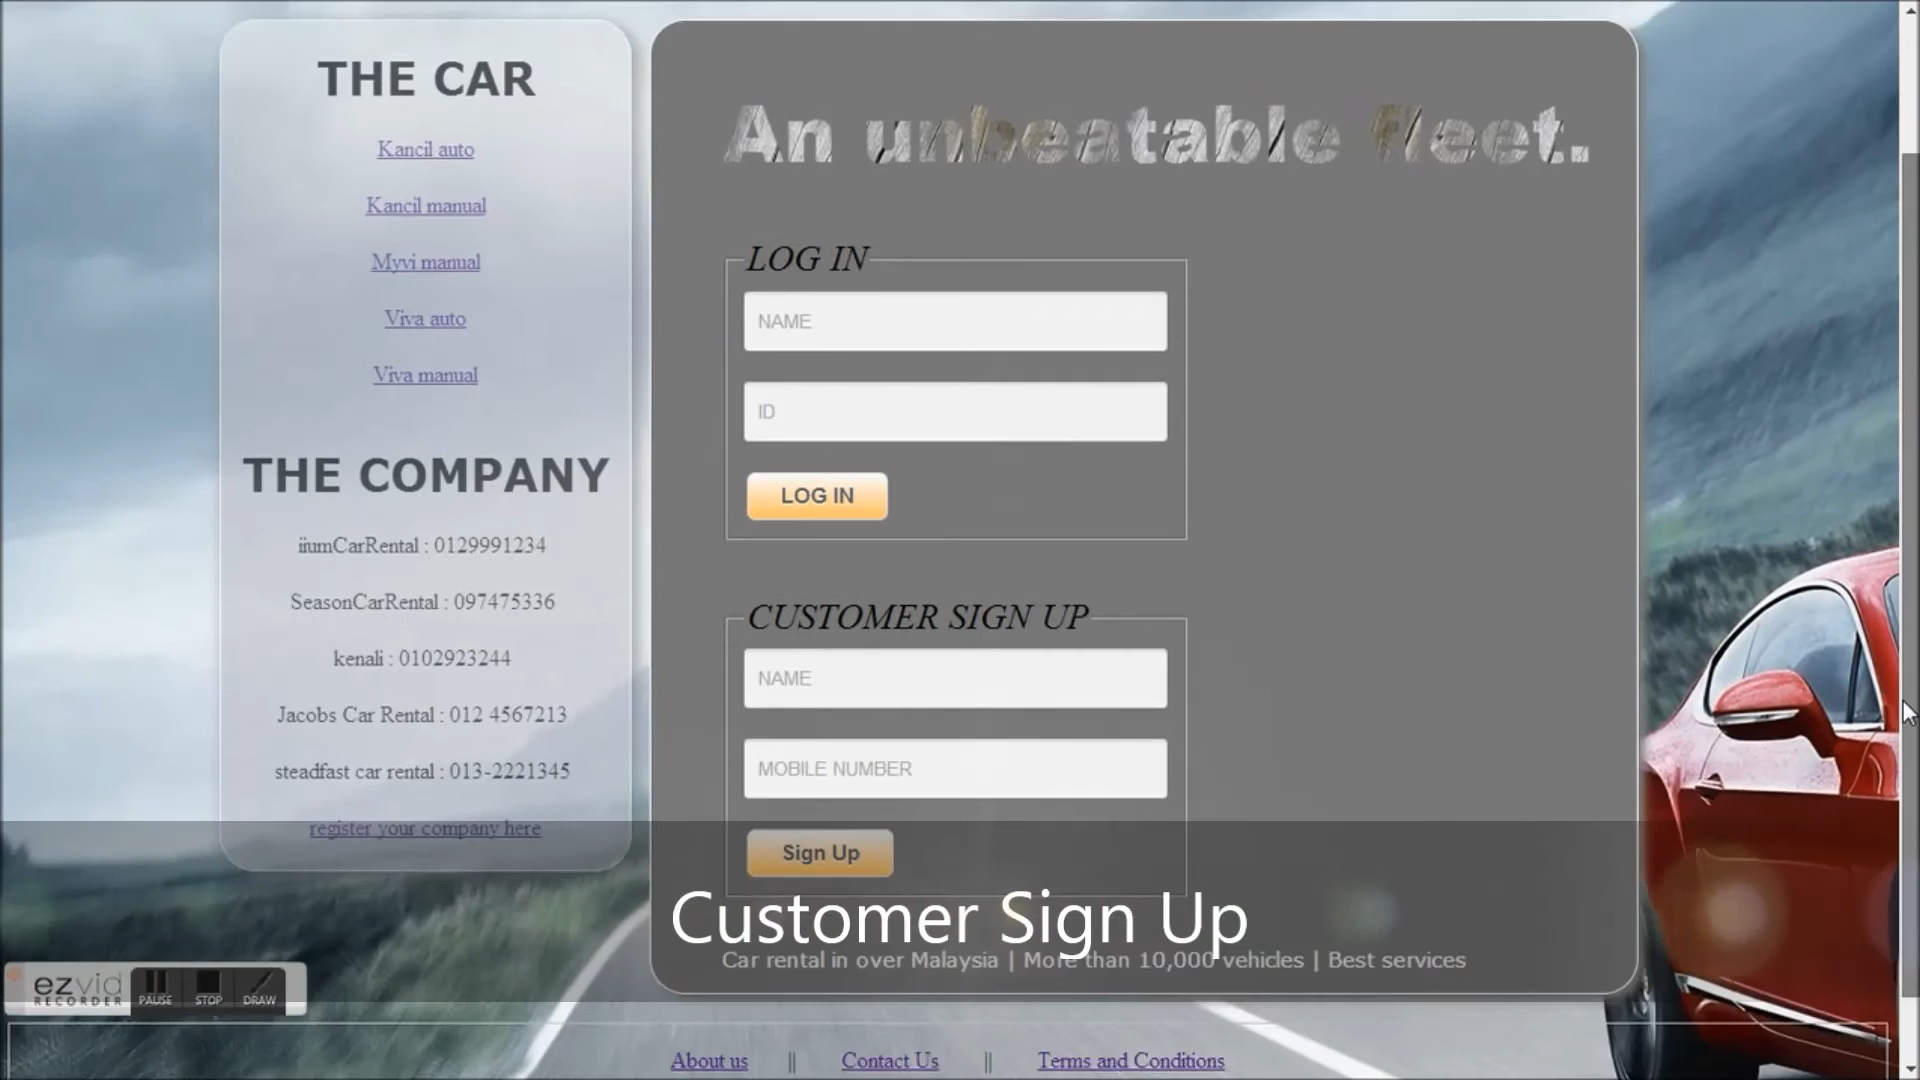 THE CAR
Kancil auto
Kancil manual
Myvi manual
Viva auto
Viva manual
THE COMPANY
iiumCarRental : 0129991234
SeasonCarRental : 097475336
kenali : 0102923244
Jacobs Car Rental : 012 4567213
steadfast car rental : 013-2221345
register your company here
An unbeatable fleet.
LOG IN
NAME
ID
LOG IN
CUSTOMER SIGN UP
NAME
MOBILE NUMBER
Sign Up
Customer Sign Up
Car rental in over Malaysia | More than 10,000 vehicles | Best services
ezvid
RECORDER
PAUSE STOP DRAW
About us || Contact Us || Terms and Conditions